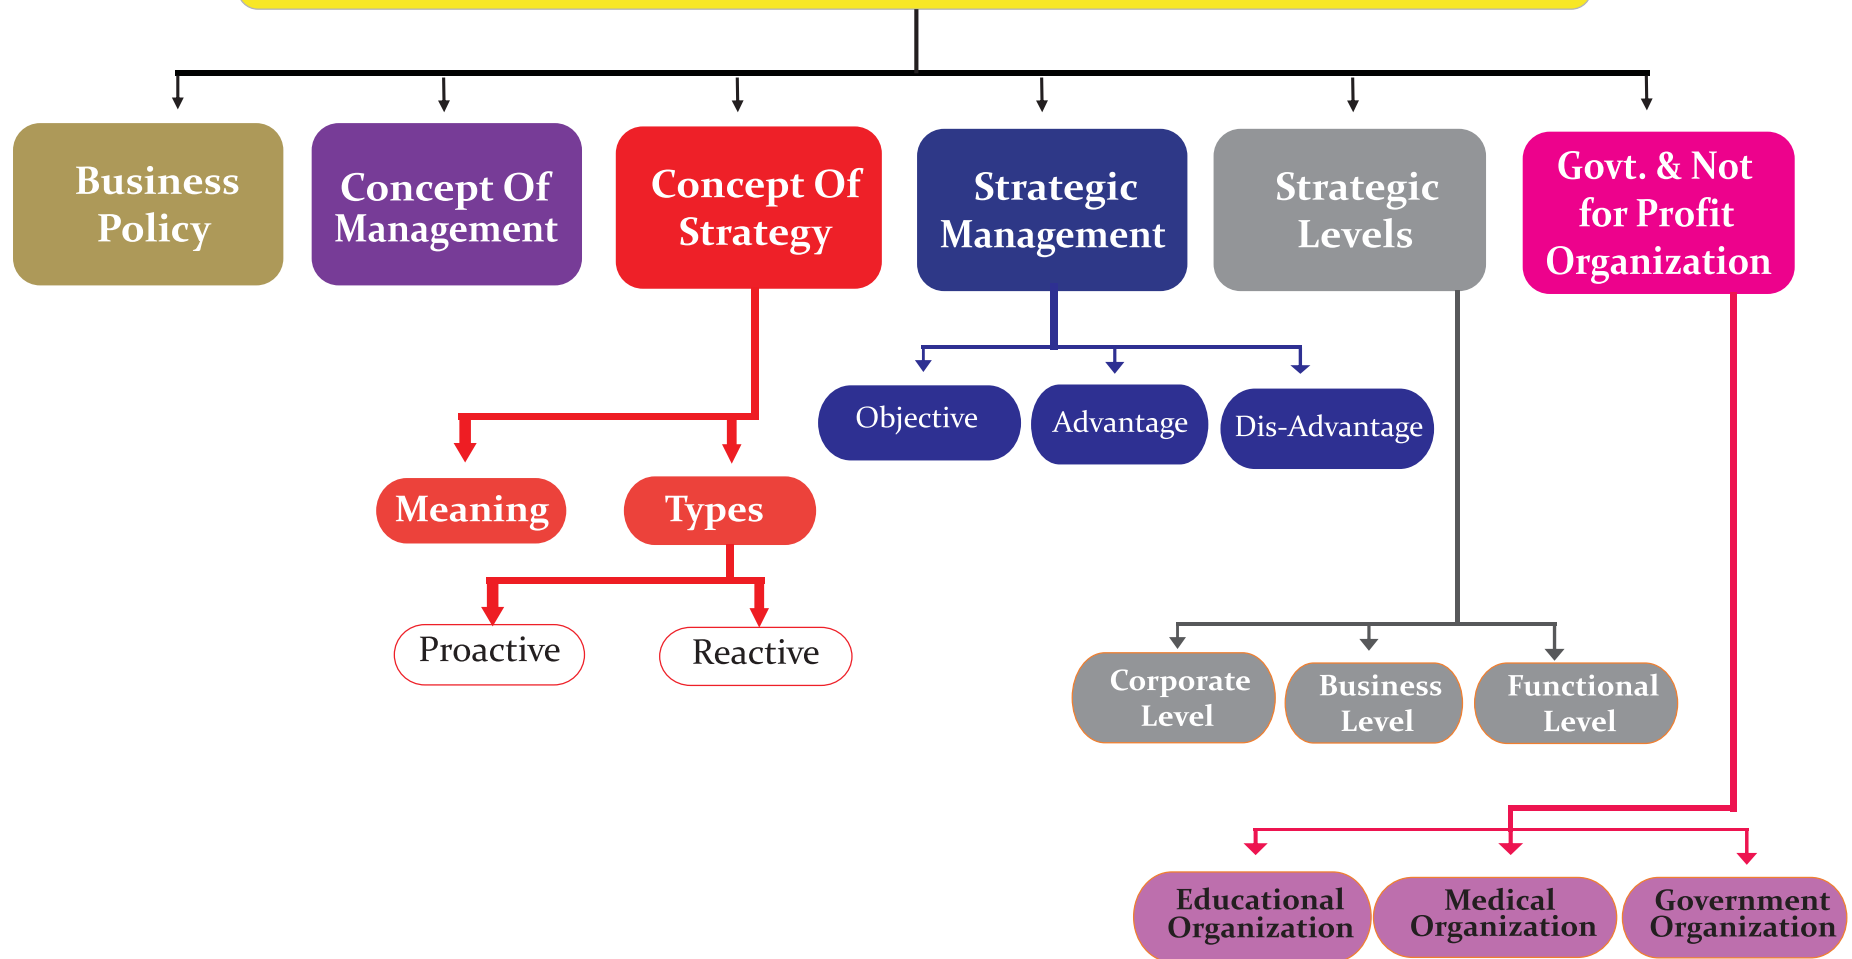 Business
Policy
Concept Of
Management
Concept Of
Strategy
Strategic
Management
Strategic
Levels
Govt. & Not
for Profit
Organization
Objective
Advantage
Dis-Advantage
Meaning
Types
Proactive
Reactive
Corporate
Level
Business
Level
Functional
Level
Educational
Organization
Medical
Organization
Government
Organization